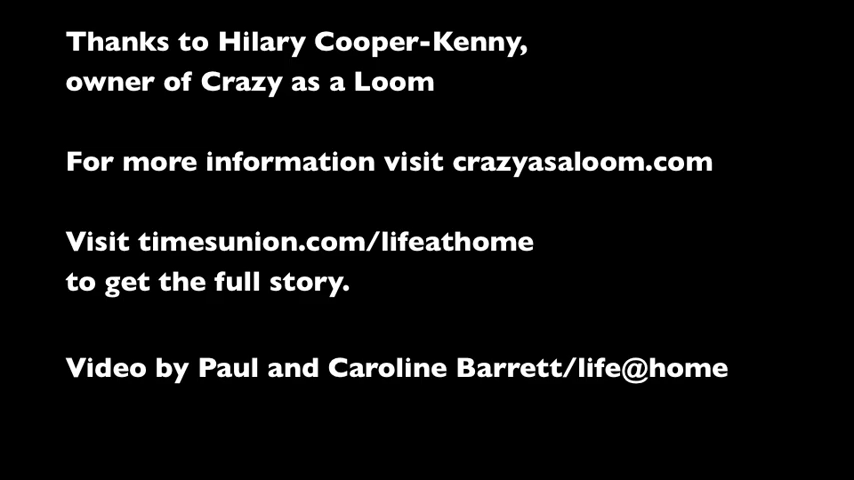 Thanks to Hilary Cooper-Kenny,
owner of Crazy as a Loom
For more information visit crazyasaloom.com
Visit timesunion.com/lifeathome
to get the full story.
Video by Paul and Caroline Barrett/life@home